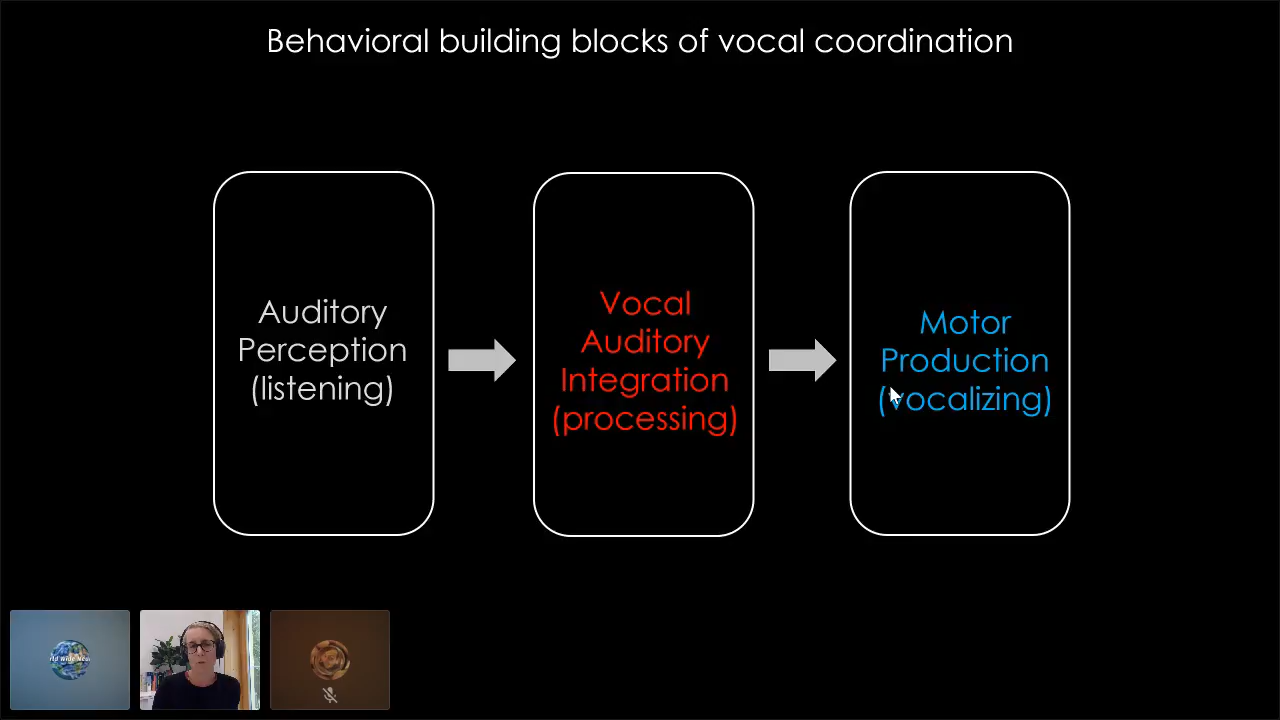 Behavioral building blocks of vocal coordination
Auditory
Perception
(listening)
Vocal
Auditory
Integration
(processing)
Motor
Production
(vocalizing)